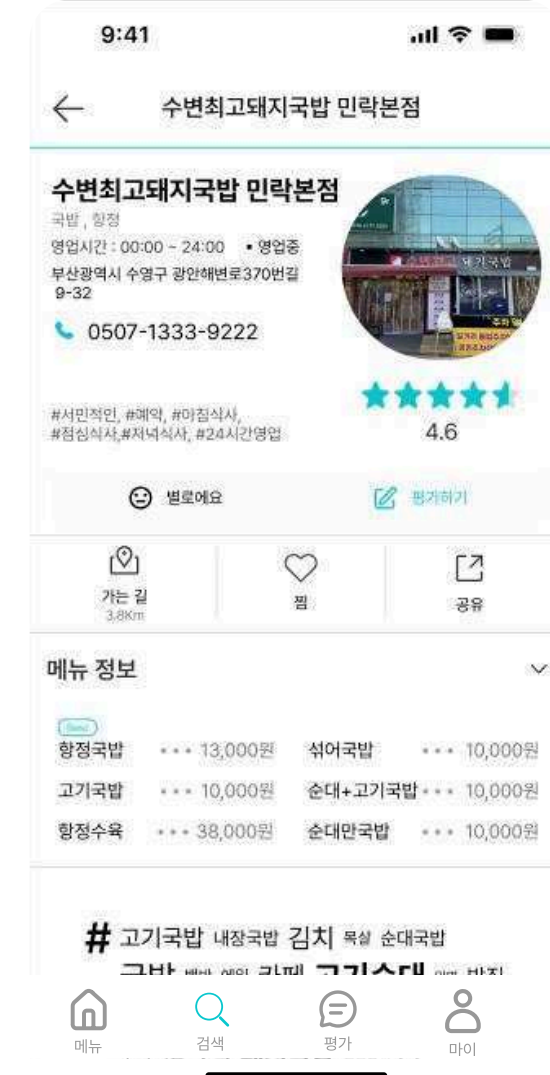 9:41
수변최고돼지국밥 민락본점
수변최고돼지국밥 민락본점
국밥 , 항정
영업시간 : 00:00 ~ 24:00 • 영업중
부산광역시 수영구 광안해변로370번길
9-32
0507-1333-9222
#서민적인, #예약, #아침식사,
#점심식사,#저녁식사, #24시간영업
4.6
별로에요
평가하기
가는 길
3.8Km
찜
공유
메뉴 정보
Best
항정국밥 ••• 13,000원 섞어국밥 ••• 10,000원
고기국밥 ••• 10,000원 순대+고기국밥 ••• 10,000원
항정수육 ••• 38,000원 순대만국밥 ••• 10,000원
# 고기국밥 내장국밥 김치 목살 순대국밥
메뉴 검색 평가 마이